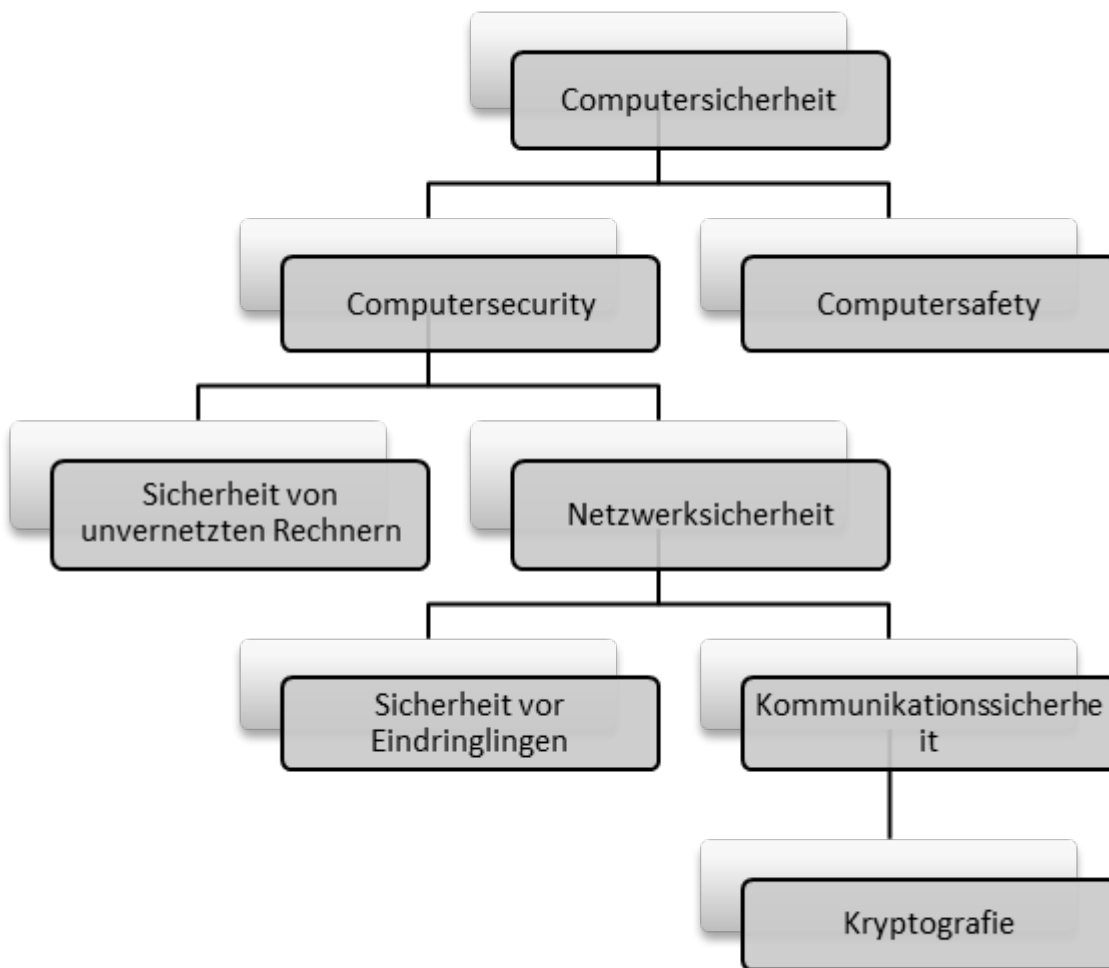 Computersicherheit
Computersecurity
Computersafety
Sicherheit von
unvernetzten Rechnern
Netzwerksicherheit
Sicherheit vor
Eindringlingen
Kommunikationssicherhe
it
Kryptografie